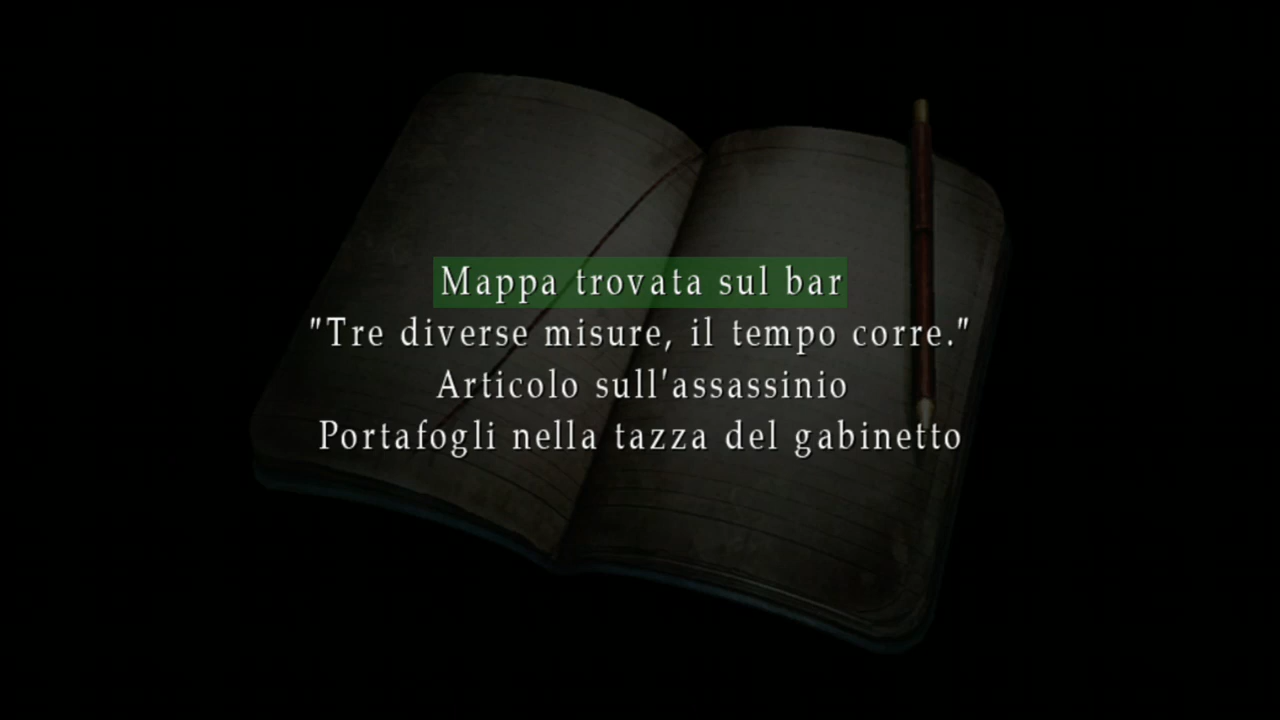 Mappa trovata sul bar
"Tre diverse misure, il tempo corre."
Articolo sull'assassinio
Portafogli nella tazza del gabinetto